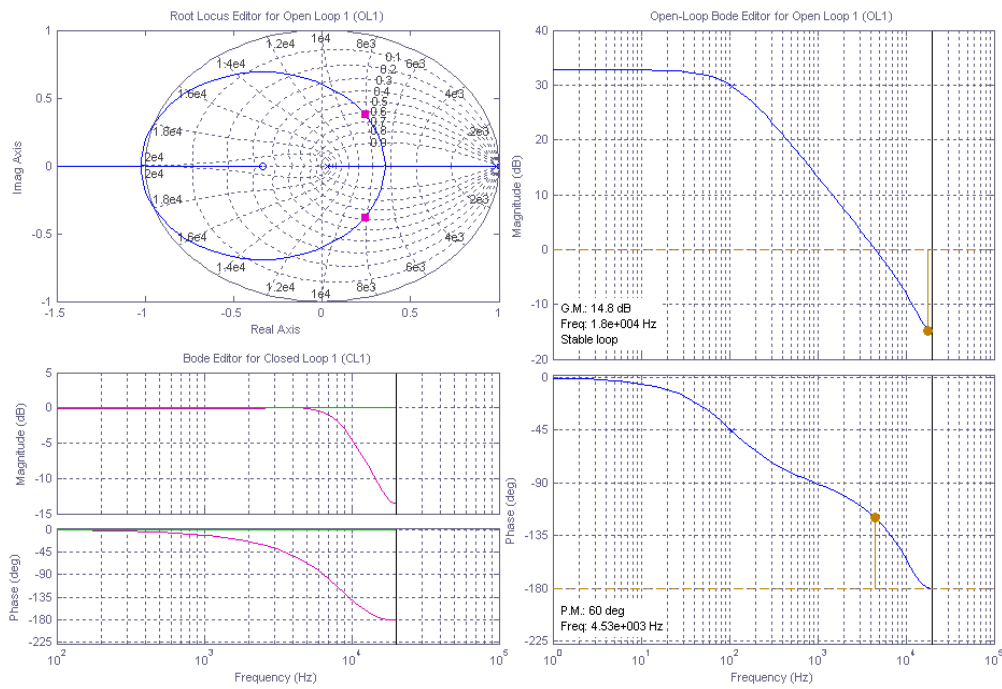 Root Locus Editor for Open Loop 1 (OL1)
1
0.5
0
-0.5
-1
-1.5
-1
-0.5
0
0.5
1
Imag Axis
Real Axis
1e4
1.2e4
8e3
1.4e4
6e3
1.6e4
4e3
1.8e4
2e3
2e4
2e4
1.8e4
2e3
1.6e4
4e3
1.4e4
6e3
1.2e4
8e3
1e4
0.1
0.2
0.3
0.4
0.5
0.6
0.7
0.8
0.9
Bode Editor for Closed Loop 1 (CL1)
5
0
-5
-10
-15
Magnitude (dB)
0
-45
-90
-135
-180
-225
Phase (deg)
10^2
10^3
10^4
10^5
Frequency (Hz)
Open-Loop Bode Editor for Open Loop 1 (OL1)
40
30
20
10
0
-10
-20
Magnitude (dB)
G.M.: 14.8 dB
Freq: 1.8e+004 Hz
Stable loop
0
-45
-90
-135
-180
-225
Phase (deg)
P.M.: 60 deg
Freq: 4.53e+003 Hz
10^0
10^1
10^2
10^3
10^4
10^5
Frequency (Hz)